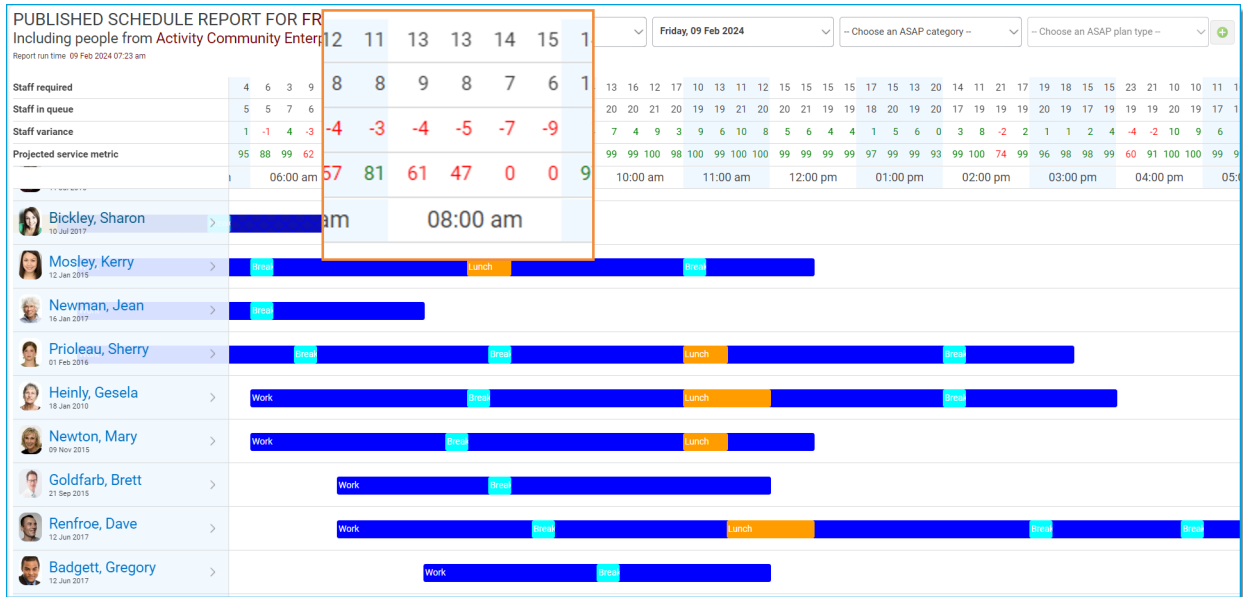 PUBLISHED SCHEDULE REPORT FOR FR
Including people from Activity Community Enterp
Report run time 09 Feb 2024 07:23 am
Friday, 09 Feb 2024
-- Choose an ASAP category --
-- Choose an ASAP plan type --
12 11 13 13 14 15 1
8 8 9 8 7 6 1
-4 -3 -4 -5 -7 -9
57 81 61 47 0 0 9
am 08:00 am
Staff required 4 6 3 9 13 16 12 17 10 13 11 12 15 15 15 15 17 15 13 20 14 11 21 17 19 18 15 15 23 21 10 10 11 1
Staff in queue 5 5 7 6 20 20 21 20 19 19 21 20 20 21 19 19 18 20 19 20 17 19 19 19 20 19 17 19 19 19 20 19 17 1
Staff variance 1 -1 4 -3 7 4 9 3 9 6 10 8 5 6 4 4 1 5 6 0 3 8 -2 2 1 1 2 4 -4 -2 10 9 6
Projected service metric 95 88 99 62 99 99 100 98 100 99 100 100 99 99 99 99 97 99 99 93 99 100 74 99 96 98 98 99 60 91 100 100 99 9
06:00 am 10:00 am 11:00 am 12:00 pm 01:00 pm 02:00 pm 03:00 pm 04:00 pm 05:
Bickley, Sharon
10 Jul 2017
Mosley, Kerry
12 Jan 2015
Break Lunch Break
Newman, Jean
16 Jan 2017
Break
Prioleau, Sherry
01 Feb 2016
Break Break Lunch Break
Heinly, Gesela
18 Jan 2010
Work Break Lunch Break
Newton, Mary
09 Nov 2015
Work Break Lunch
Goldfarb, Brett
21 Sep 2015
Work Break
Renfroe, Dave
12 Jun 2017
Work Break Lunch Break Break
Badgett, Gregory
12 Jun 2017
Work Break